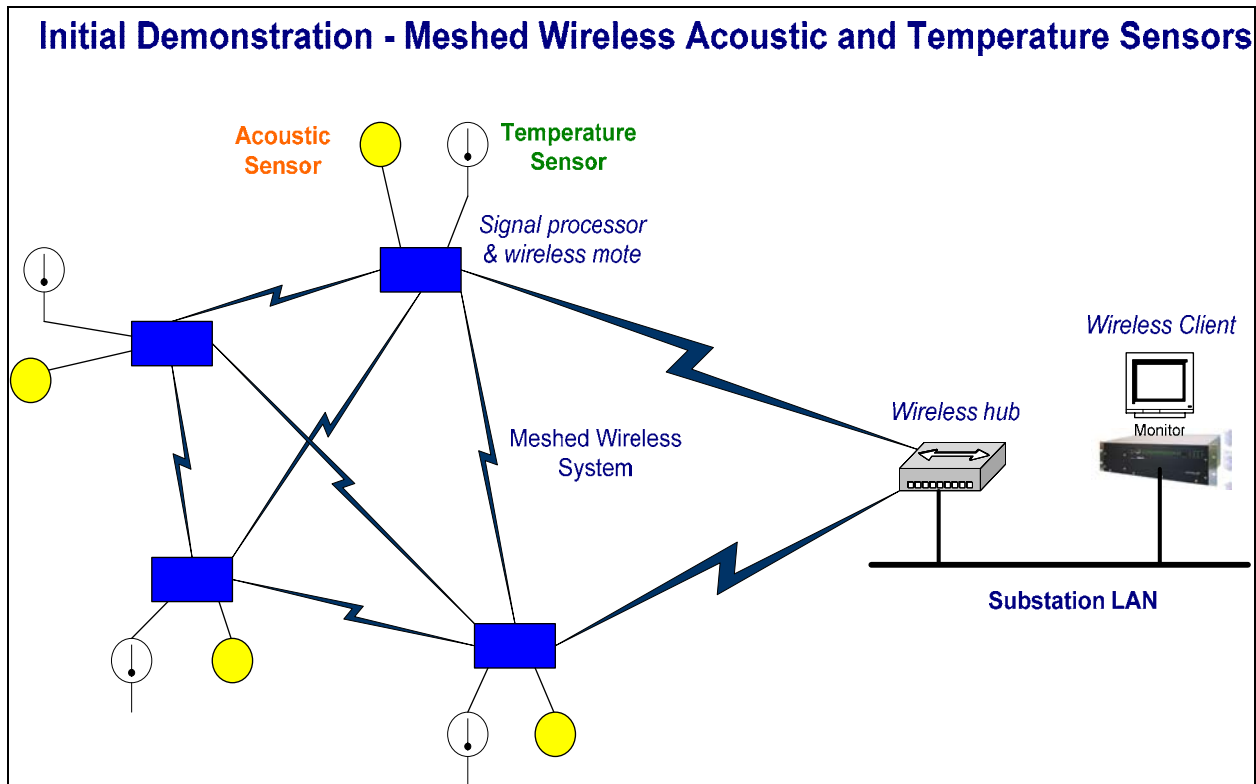 Initial Demonstration - Meshed Wireless Acoustic and Temperature Sensors
Acoustic
Sensor
Temperature
Sensor
Signal processor
& wireless mote
Wireless Client
Monitor
Wireless hub
Meshed Wireless
System
Substation LAN